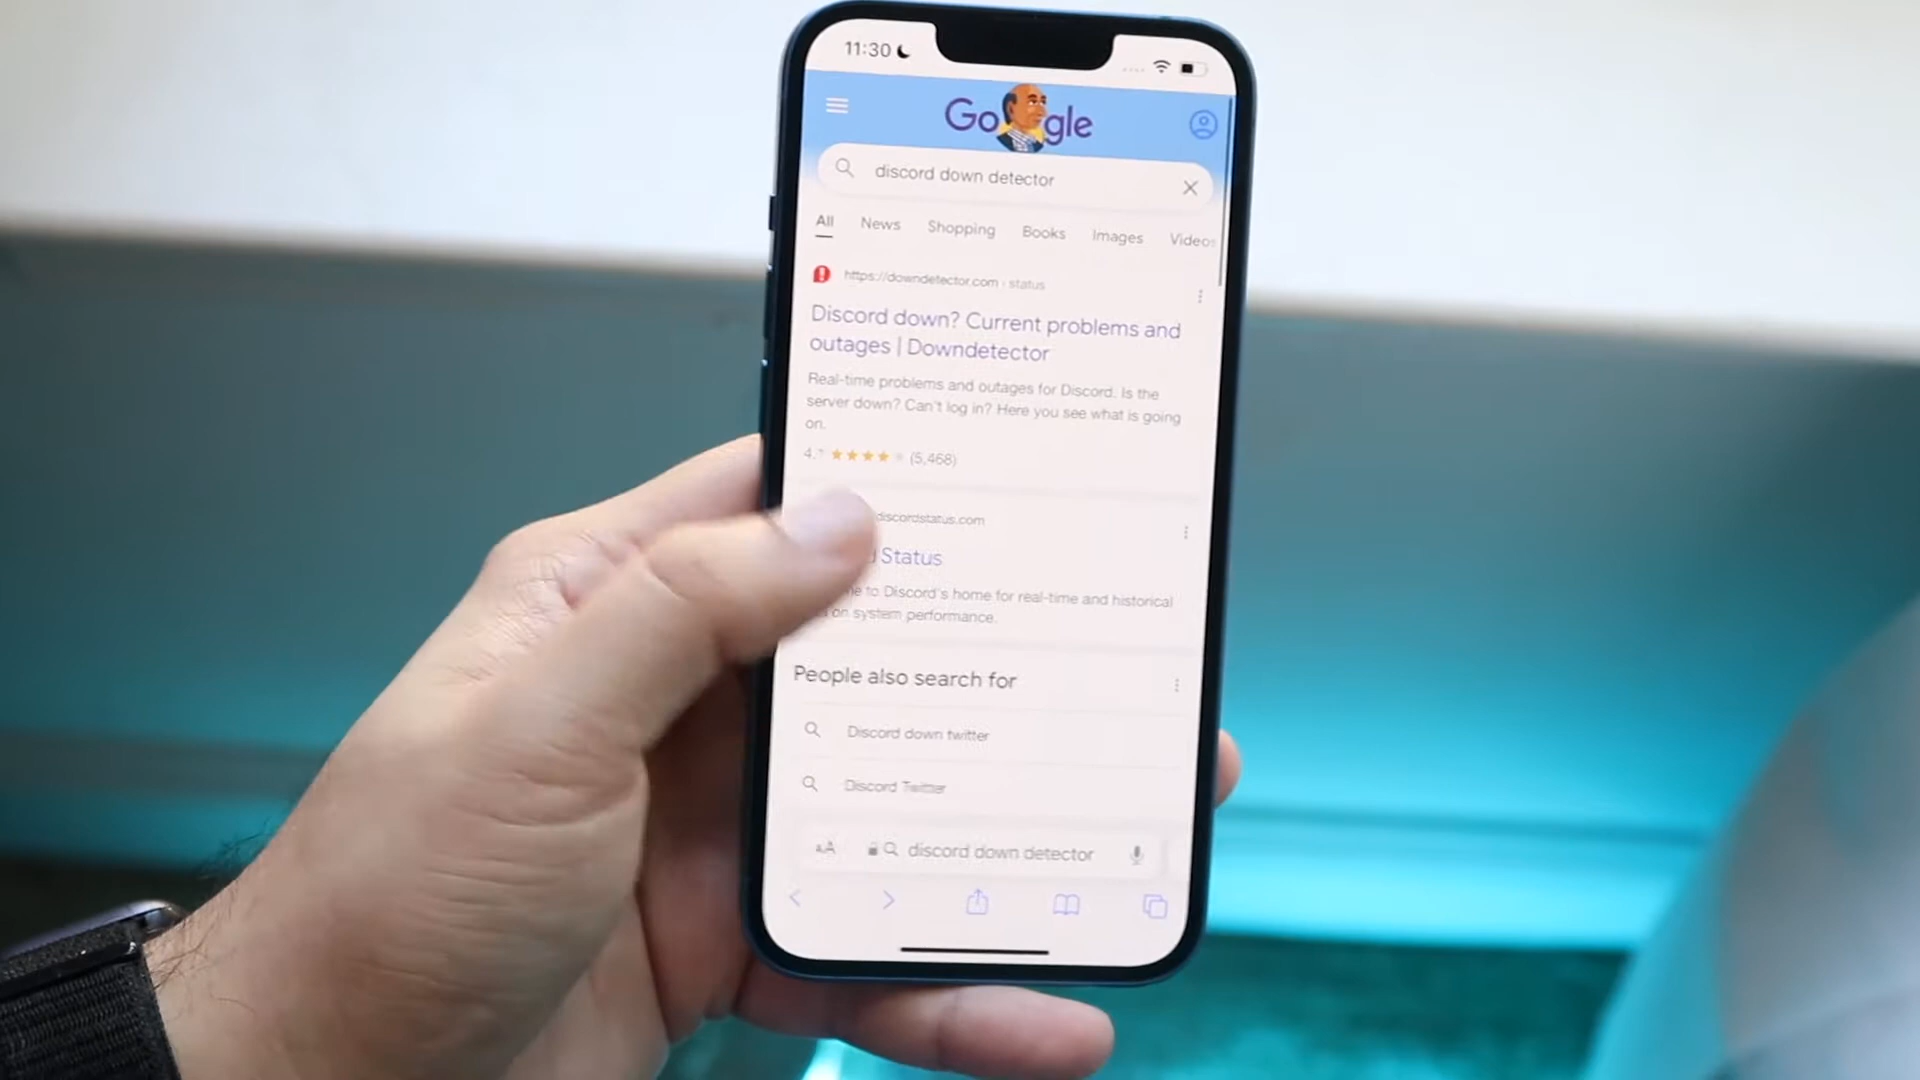 11:30
Google
discord down detector
All News Shopping Books Images Videos
https://downdetector.com › status
Discord down? Current problems and
outages | Downdetector
Real-time problems and outages for Discord. Is the
server down? Can't log in? Here you see what is going
on.
(5,468)
discordstatus.com
Status
to Discord's home for real-time and historical
on system performance.
People also search for
Discord down twitter
Discord Twitter
AA discord down detector